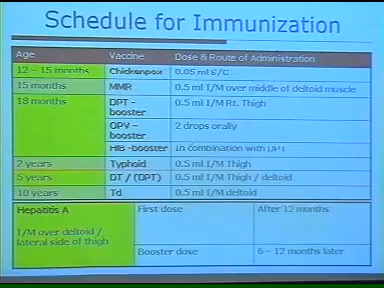 Schedule for Immunization
Age Vaccine Dose & Route of Administration
12 – 15 months Chickenpox 0.05 ml S/C
15 months MMR 0.5 ml I/M over middle of deltoid muscle
18 months DPT - booster 0.5 ml I/M Rt. Thigh
OPV – booster 2 drops orally
HIB -booster In combination with DPT
2 years Typhoid 0.5 ml I/M Thigh
5 years DT / (DPT) 0.5 ml I/M Thigh / deltoid
10 years Td 0.5 ml I/M deltoid
Hepatitis A First dose After 12 months
I/M over deltoid /
lateral side of thigh
Booster dose 6 – 12 months later